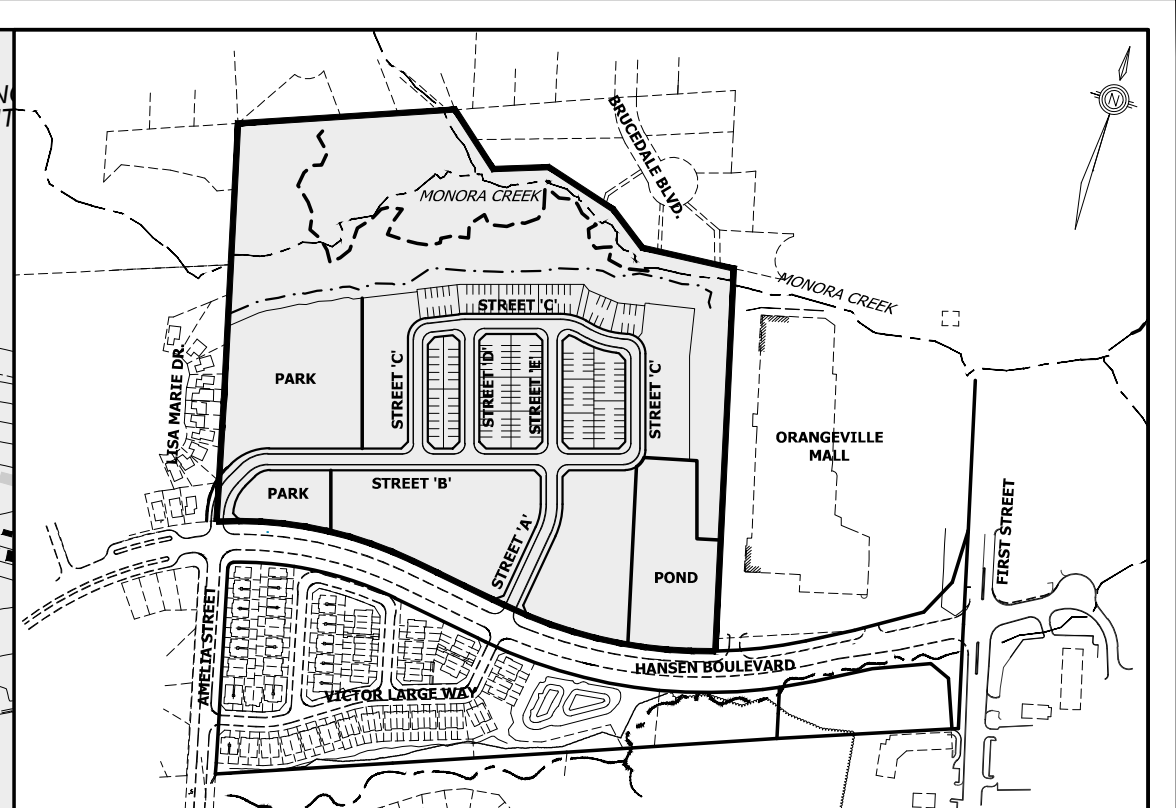 N
BRUCEDALE BLVD.
MONORA CREEK
MONORA CREEK
STREET 'C'
LISA MARIE DR.
PARK
STREET 'C'
STREET 'D'
STREET 'E'
STREET 'C'
ORANGEVILLE
MALL
STREET 'B'
PARK
STREET 'A'
FIRST STREET
POND
AMELIA STREET
HANSEN BOULEVARD
VICTOR LARGE WAY